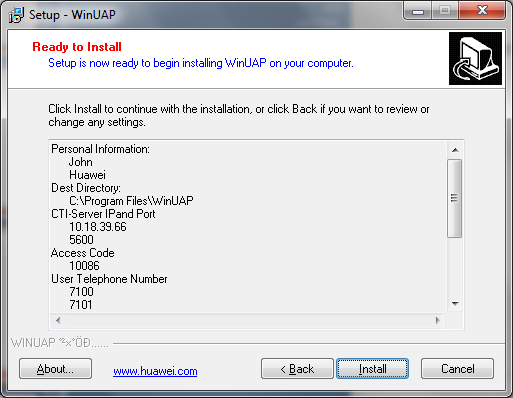 Setup - WinUAP
Ready to Install
Setup is now ready to begin installing WinUAP on your computer.
Click Install to continue with the installation, or click Back if you want to review or
change any settings.
Personal Information:
John
Huawei
Dest Directory:
C:\Program Files\WinUAP
CTI-Server IPand Port
10.18.39.66
5600
Access Code
10086
User Telephone Number
7100
7101
WINUAP
About...
www.huawei.com
< Back
Install
Cancel